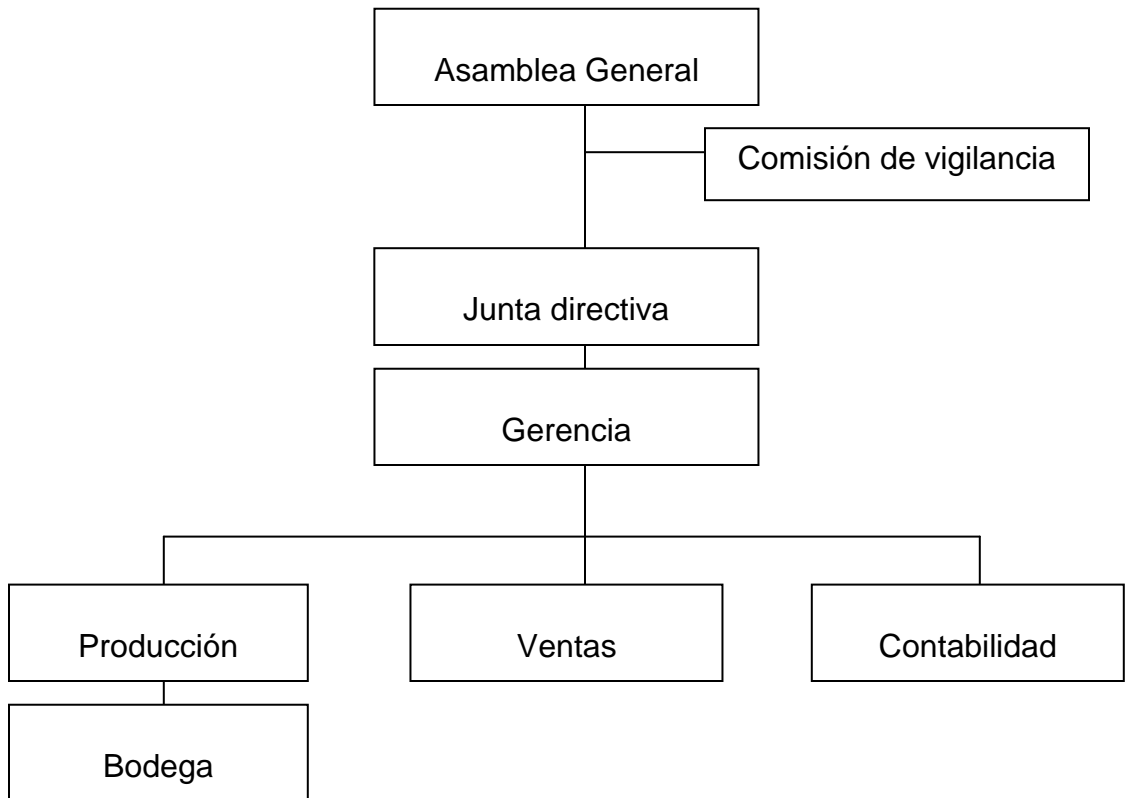 Asamblea General
Comisión de vigilancia
Junta directiva
Gerencia
Producción
Ventas
Contabilidad
Bodega